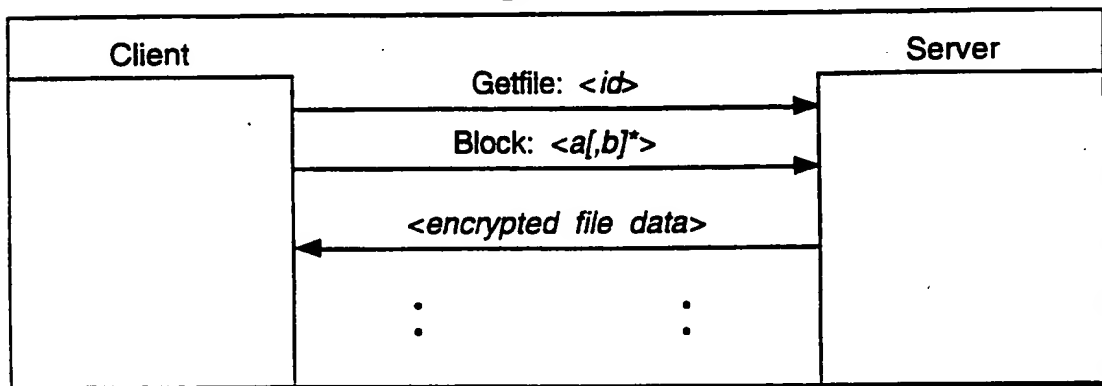 Client
Server
Getfile: <id>
Block: <a[,b]*>
<encrypted file data>